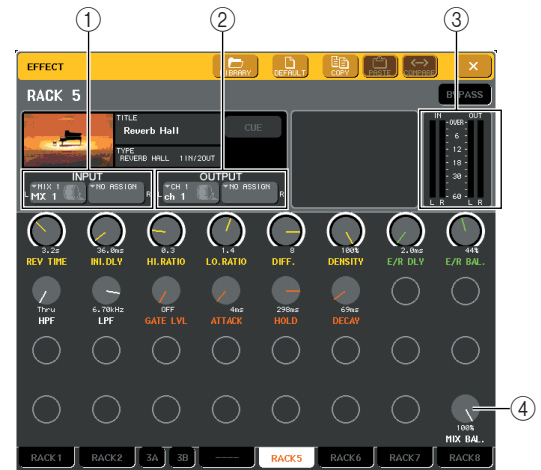 ① ② ③
EFFECT LIBRARY DEFAULT COPY PASTE COMPARE ×
RACK 5 BYPASS
TITLE
Reverb Hall CUE
TYPE
REVERB HALL 1IN/2OUT
IN OUT
OVER
6
12
18
30
60
L R L R
INPUT OUTPUT
L MIX 1 NO ASSIGN R L CH 1 NO ASSIGN R
MX 1 ch 1
3.2s 36.0ms 0.3 1.4 8 100% 2.0ms 44%
REV TIME INI.DLY HI.RATIO LO.RATIO DIFF. DENSITY E/R DLY E/R BAL.
Thru 6.70kHz OFF 4ms 298ms 69ms
HPF LPF GATE LVL ATTACK HOLD DECAY
④
100%
MIX BAL.
RACK1 RACK2 3A 3B ---- RACK5 RACK6 RACK7 RACK8